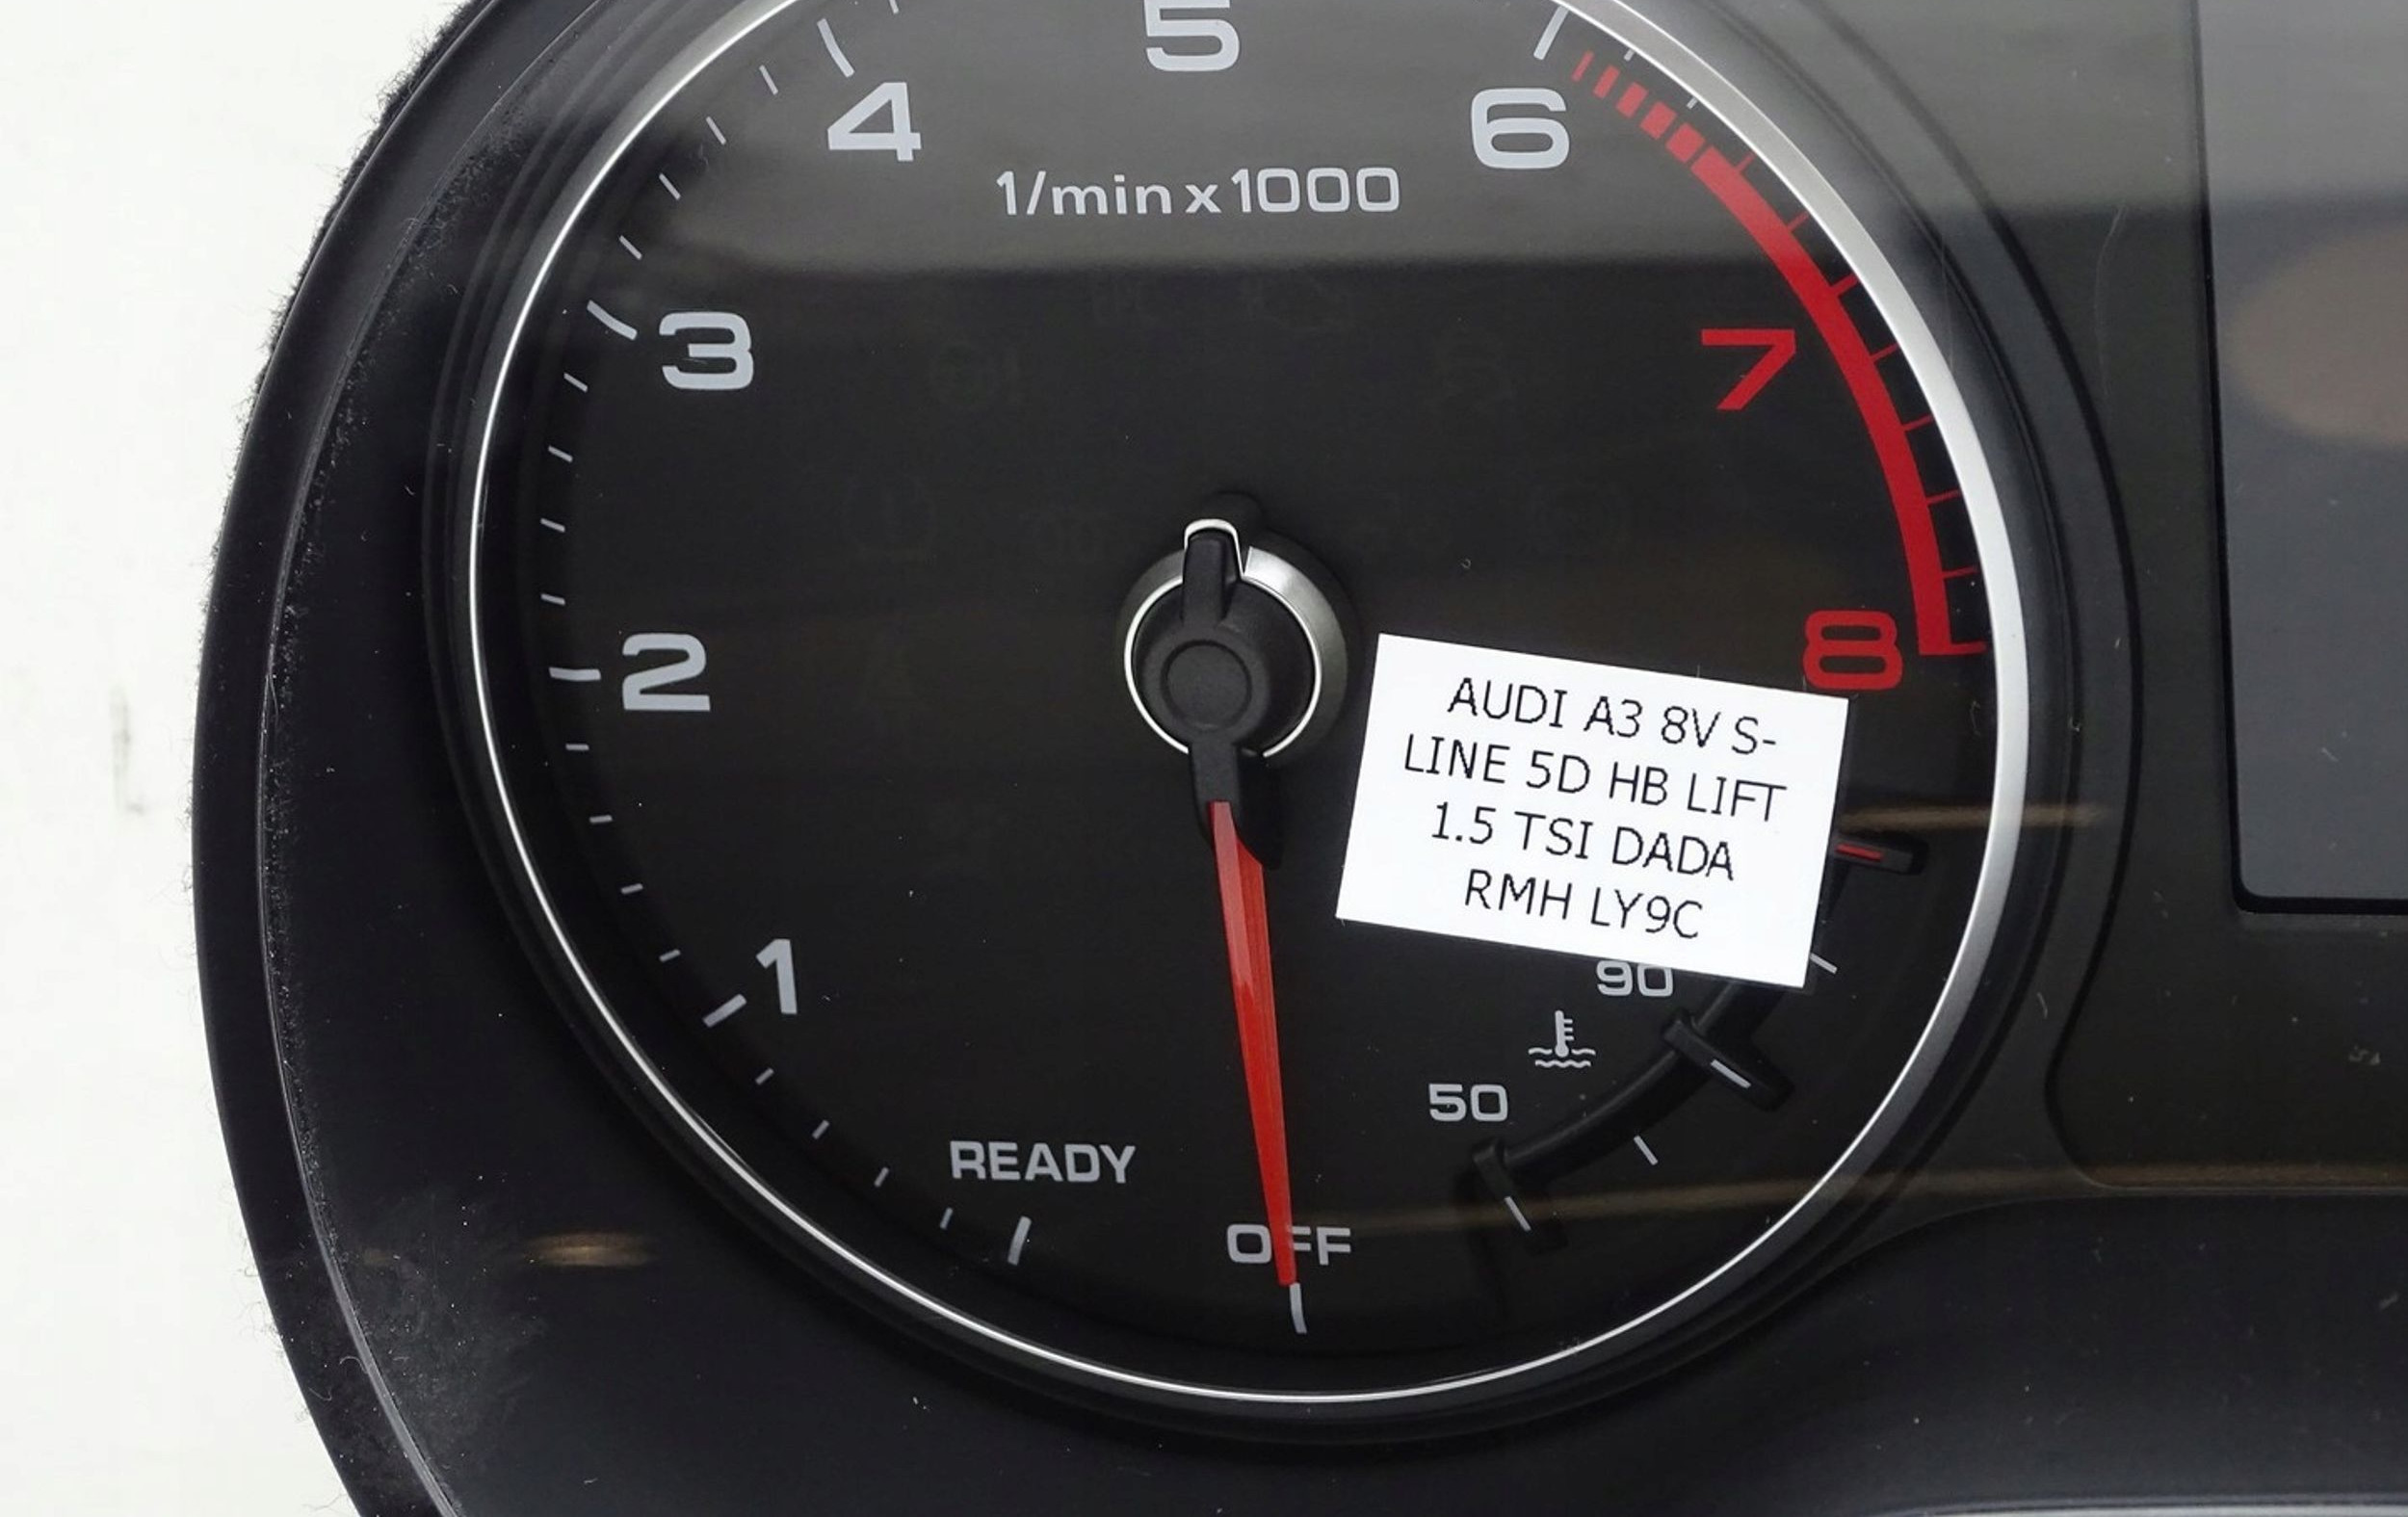 5
4
6
1/min x 1000
3
7
2
8
AUDI A3 8V S-
LINE 5D HB LIFT
1.5 TSI DADA
RMH LY9C
1
90
50
READY
OFF